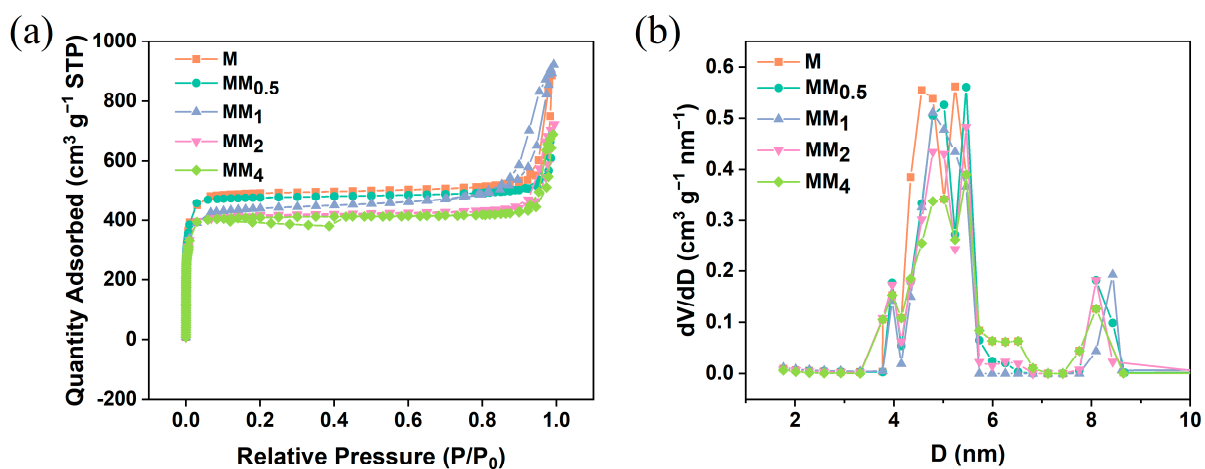 (a)
1000
800
600
400
200
0
-200
Quantity Adsorbed (cm³ g⁻¹ STP)
M
MM₀.₅
MM₁
MM₂
MM₄
0.0 0.2 0.4 0.6 0.8 1.0
Relative Pressure (P/P₀)
(b)
0.6
0.5
0.4
0.3
0.2
0.1
0.0
dV/dD (cm³ g⁻¹ nm⁻¹)
M
MM₀.₅
MM₁
MM₂
MM₄
2 4 6 8 10
D (nm)